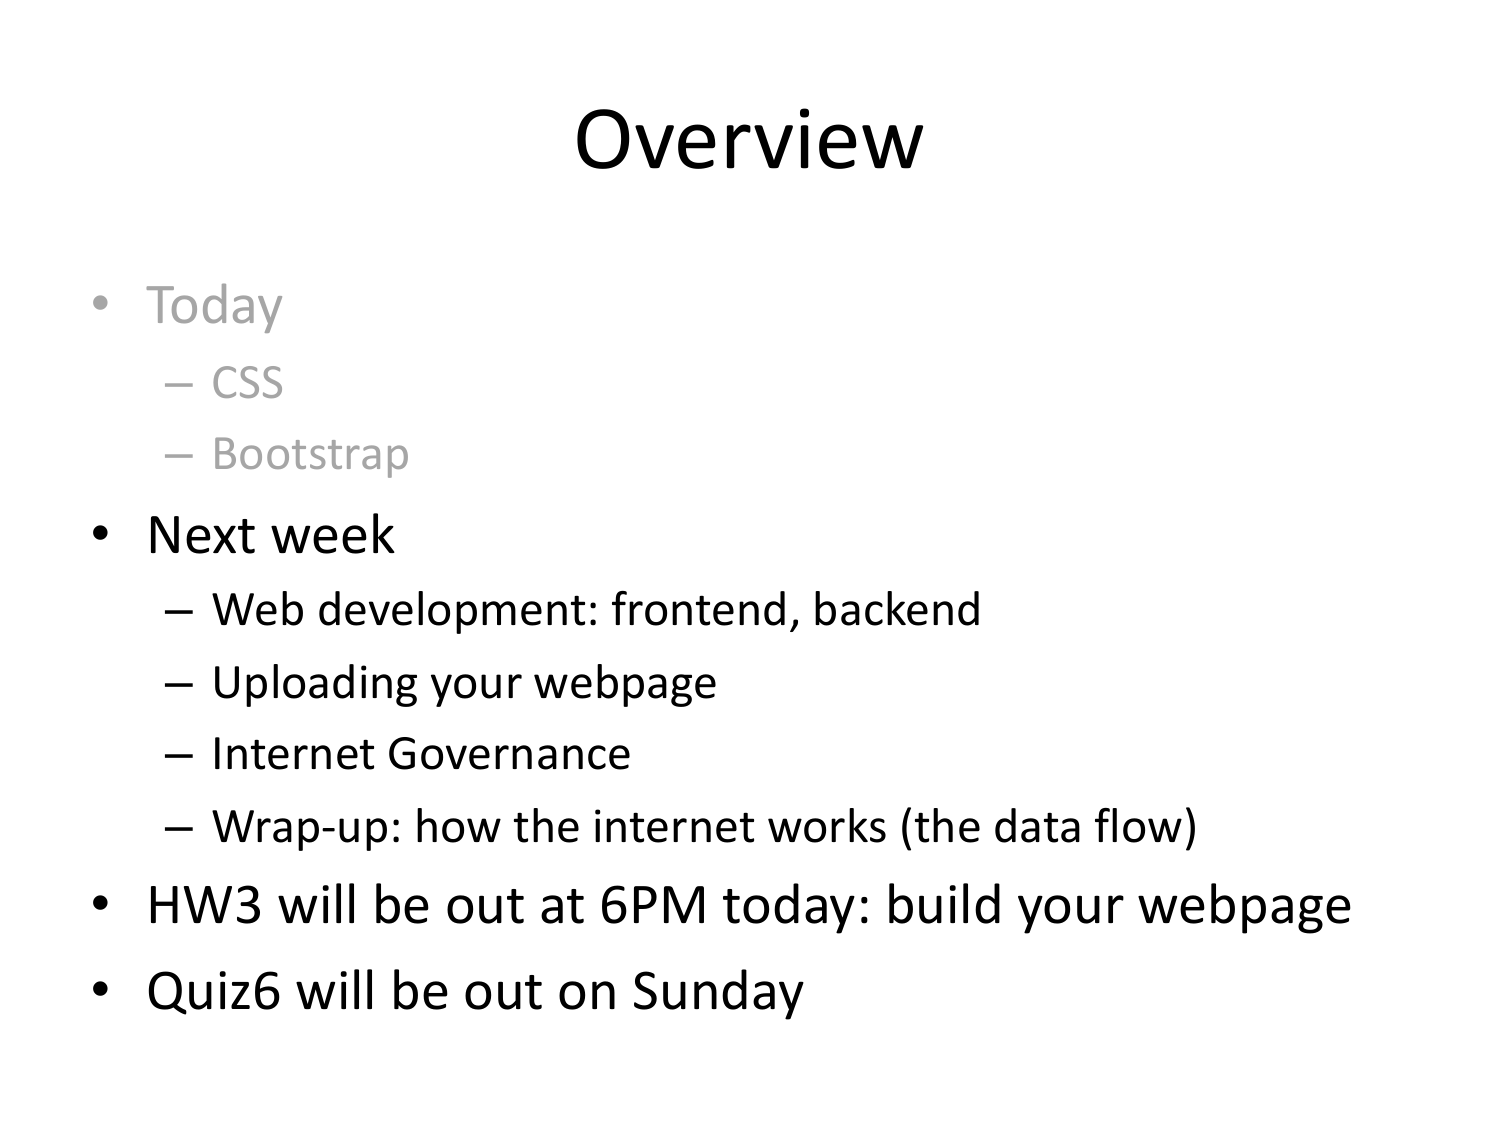 Overview
• Today
– CSS
– Bootstrap
• Next week
– Web development: frontend, backend
– Uploading your webpage
– Internet Governance
– Wrap-up: how the internet works (the data flow)
• HW3 will be out at 6PM today: build your webpage
• Quiz6 will be out on Sunday